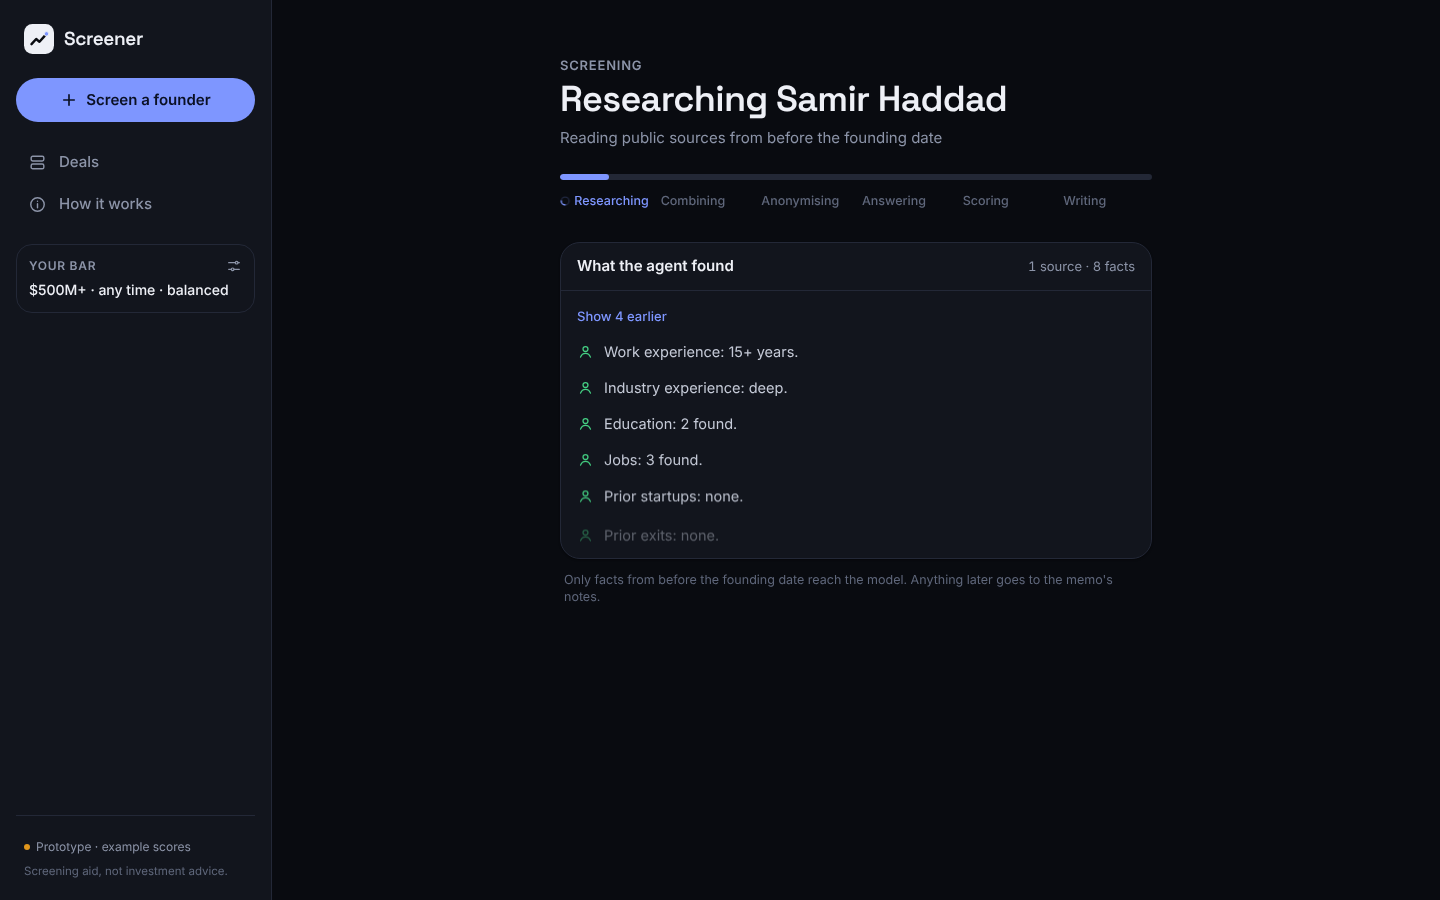 Screener
Screen a founder
Deals
How it works
YOUR BAR
$500M+ · any time · balanced
Prototype · example scores
Screening aid, not investment advice.
SCREENING
Researching Samir Haddad
Reading public sources from before the founding date
Researching Combining Anonymising Answering Scoring Writing
What the agent found 1 source · 8 facts
Show 4 earlier
Work experience: 15+ years.
Industry experience: deep.
Education: 2 found.
Jobs: 3 found.
Prior startups: none.
Prior exits: none.
Only facts from before the founding date reach the model. Anything later goes to the memo's
notes.